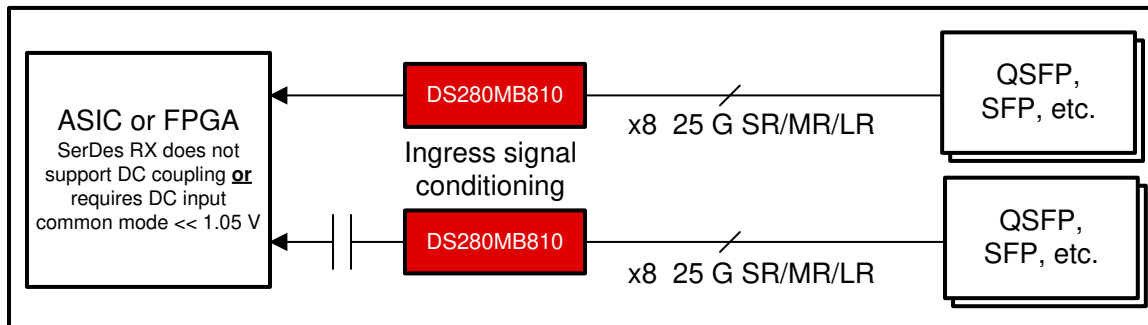 ASIC or FPGA
SerDes RX does not
support DC coupling or
requires DC input
common mode << 1.05 V
DS280MB810
Ingress signal
conditioning
DS280MB810
x8  25 G SR/MR/LR
x8  25 G SR/MR/LR
QSFP,
SFP, etc.
QSFP,
SFP, etc.